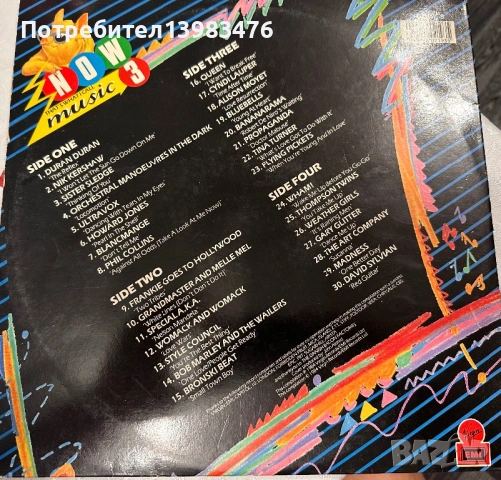 Потребител 13983476
NOW
THAT'S WHAT I CALL
music 3
SIDE ONE
1. DURAN DURAN
'The Reflex'
2. NIK KERSHAW
'I Won't Let The Sun Go Down On Me'
3. SISTER SLEDGE
'Thinking Of You'
4. ORCHESTRAL MANOEUVRES IN THE DARK
'Locomotion'
5. ULTRAVOX
'Dancing With Tears In My Eyes'
6. HOWARD JONES
'Pearl In The Shell'
7. BLANCMANGE
'Don't Tell Me'
8. PHIL COLLINS
'Against All Odds (Take A Look At Me Now)'
SIDE TWO
9. FRANKIE GOES TO HOLLYWOOD
'Two Tribes'
10. GRANDMASTER AND MELLE MEL
'White Lines (Don't Don't Do It)'
11. SPECIAL A.K.A.
'Nelson Mandela'
12. WOMACK AND WOMACK
'Love Wars'
13. STYLE COUNCIL
'You're The Best Thing'
14. BOB MARLEY AND THE WAILERS
'One Love/People Get Ready'
15. BRONSKI BEAT
'Small Town Boy'
SIDE THREE
16. QUEEN
'I Want To Break Free'
17. CYNDI LAUPER
'Time After Time'
18. ALISON MOYET
'Love Resurrection'
19. BLUEBELLS
'Young At Heart'
20. BANANARAMA
'Robert De Niro's Waiting'
21. PROPAGANDA
'Doctor Mabuse'
22. TINA TURNER
'What's Love Got To Do With It'
23. FLYING PICKETS
'When You're Young And In Love'
SIDE FOUR
24. WHAM!
'Wake Me Up Before You Go Go'
25. THOMPSON TWINS
'You Take Me Up'
26. WEATHER GIRLS
'It's Raining Men'
27. GARY GLITTER
'Dance Me Up'
28. THE ART COMPANY
'Susanna'
29. MADNESS
'One Better Day'
30. DAVID SYLVIAN
'Red Guitar'
EMI